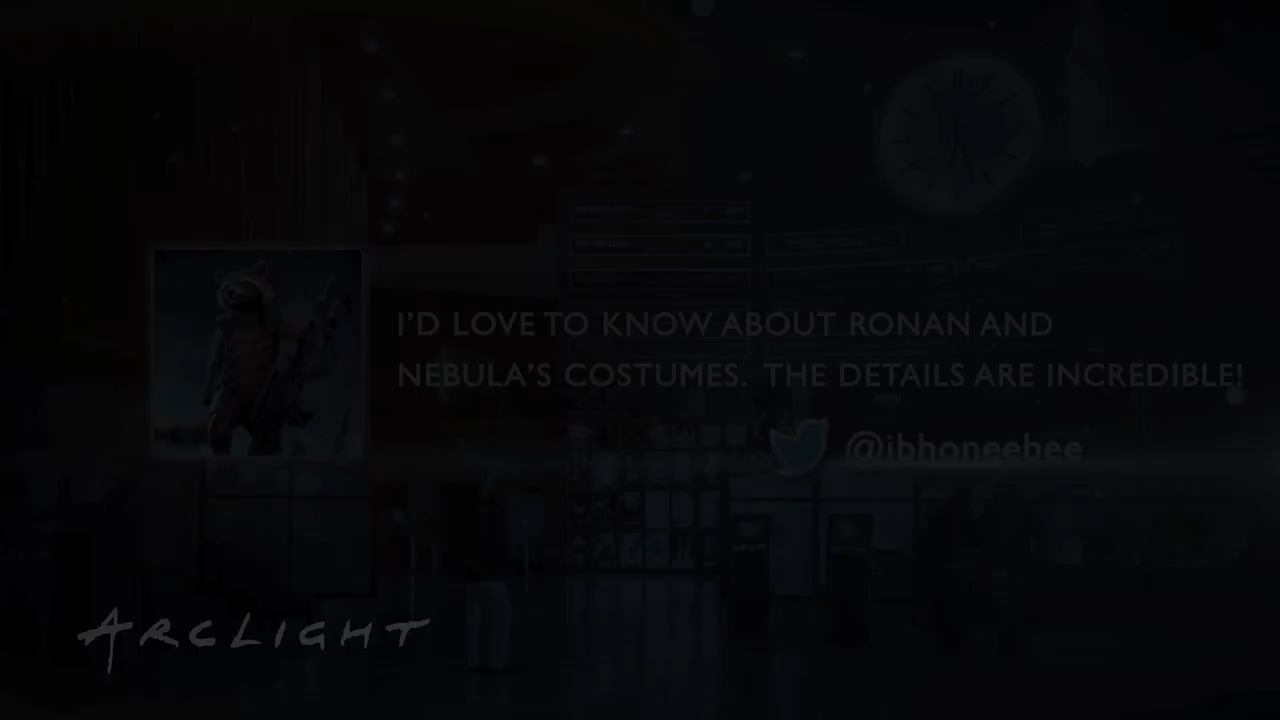 I'D LOVE TO KNOW ABOUT RONAN AND
NEBULA'S COSTUMES. THE DETAILS ARE INCREDIBLE!
@ibhoneebee
ARCLIGHT